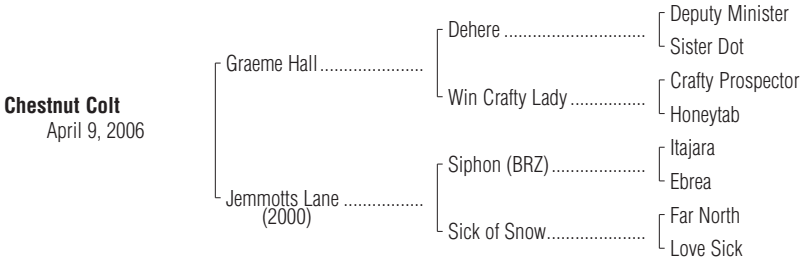 Deputy Minister
Dehere ..............................
Sister Dot
Graeme Hall......................
Crafty Prospector
Win Crafty Lady................
Honeytab
Chestnut Colt
April 9, 2006
Itajara
Siphon (BRZ)....................
Ebrea
Jemmotts Lane .................
(2000)
Far North
Sick of Snow.....................
Love Sick